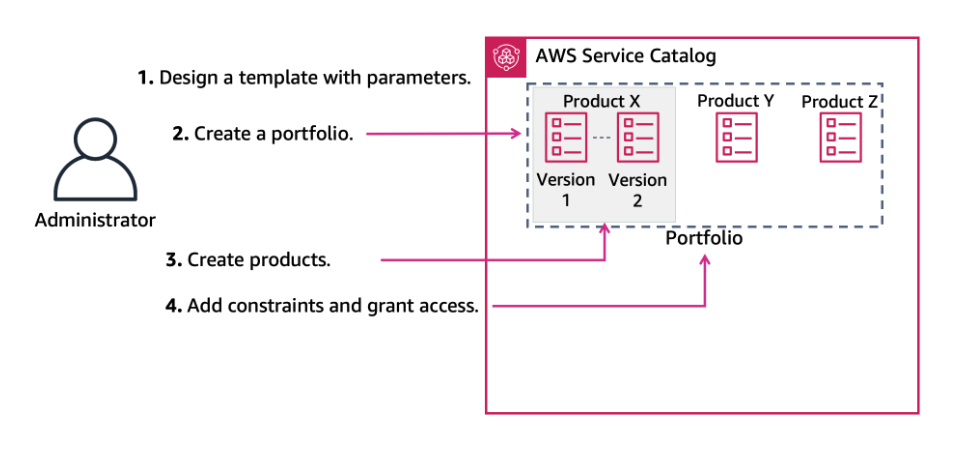 AWS Service Catalog
1. Design a template with parameters.
Product X
Product Y
Product Z
2. Create a portfolio.
Version 1
Version 2
Administrator
Portfolio
3. Create products.
4. Add constraints and grant access.